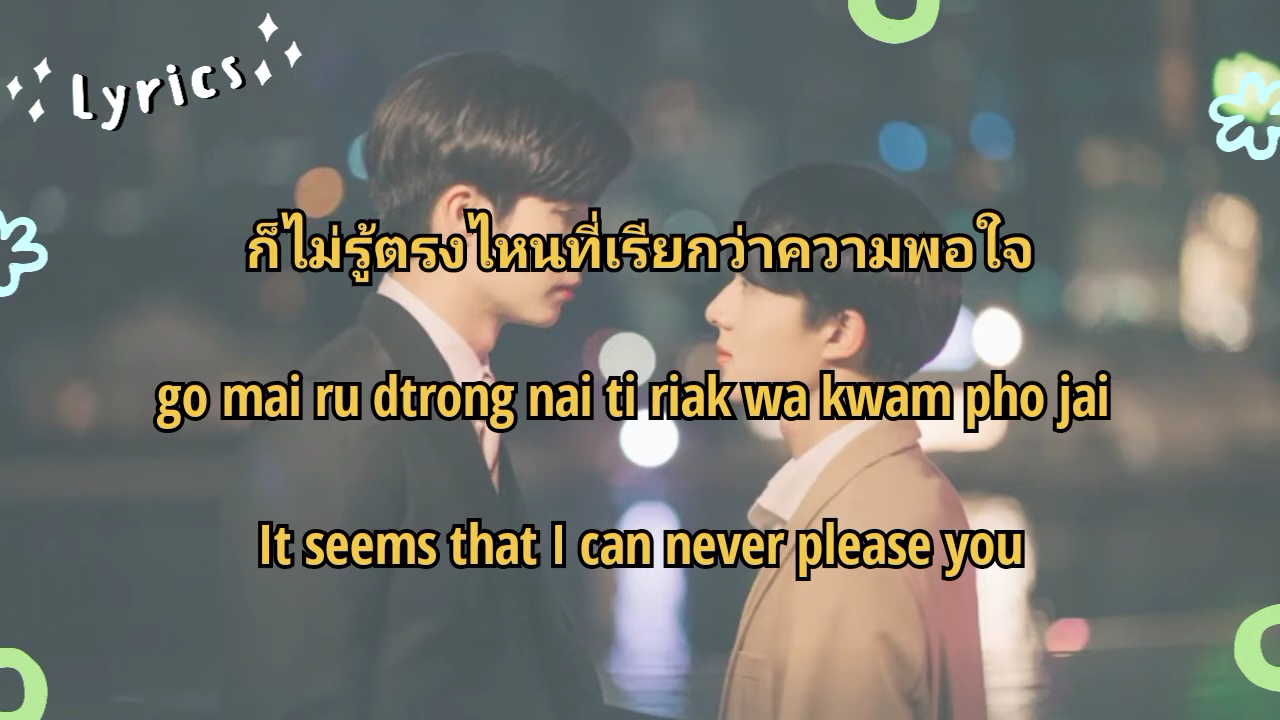 Lyrics
ก็ไม่รู้ตรงไหนที่เรียกว่าความพอใจ
go mai ru dtrong nai ti riak wa kwam pho jai
It seems that I can never please you